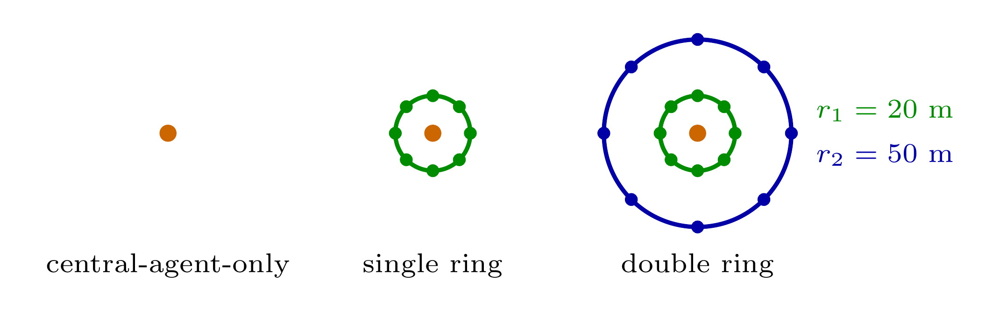 r₁ = 20 m
r₂ = 50 m
central-agent-only
single ring
double ring